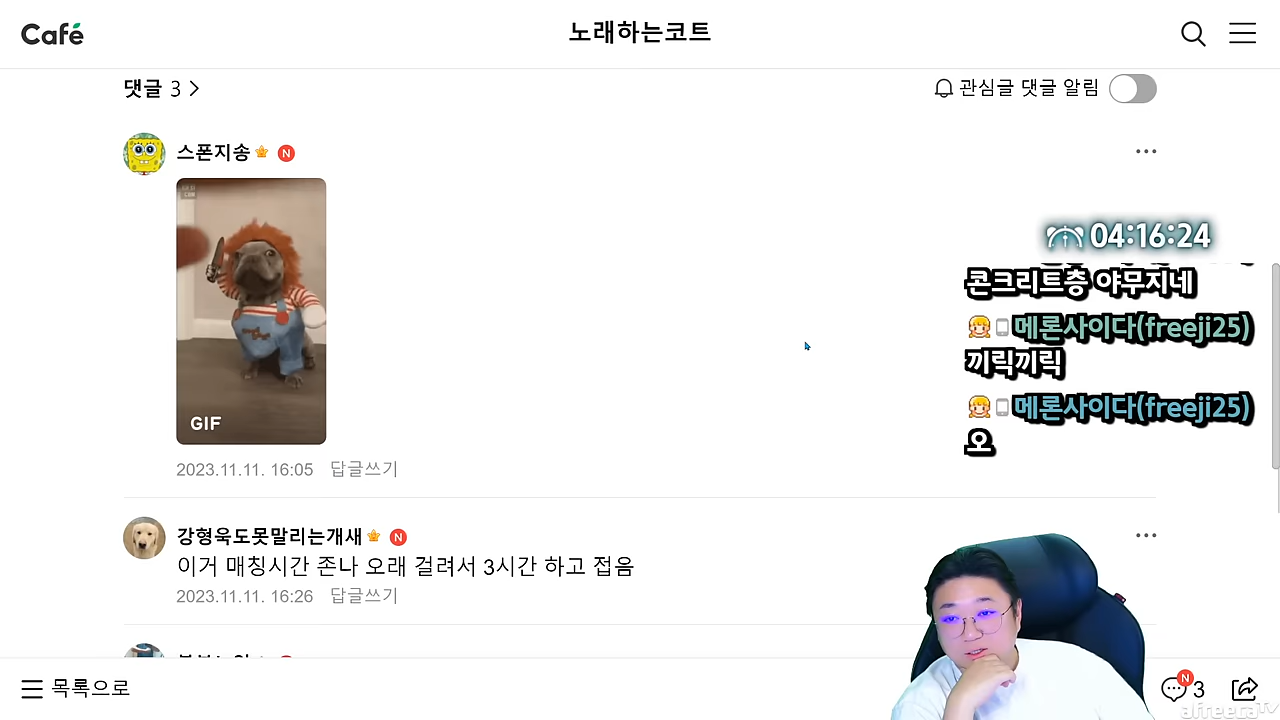 Café
노래하는코트
댓글 3
관심글 댓글 알림
스폰지송 N
GIF
2023.11.11. 16:05 답글쓰기
04:16:24
콘크리트층 야무지네
메론사이다(freeji25)
끼릭끼릭
메론사이다(freeji25)
오
강형욱도못말리는개새 N
이거 매칭시간 존나 오래 걸려서 3시간 하고 접음
2023.11.11. 16:26 답글쓰기
목록으로
N 3
afreecaTV